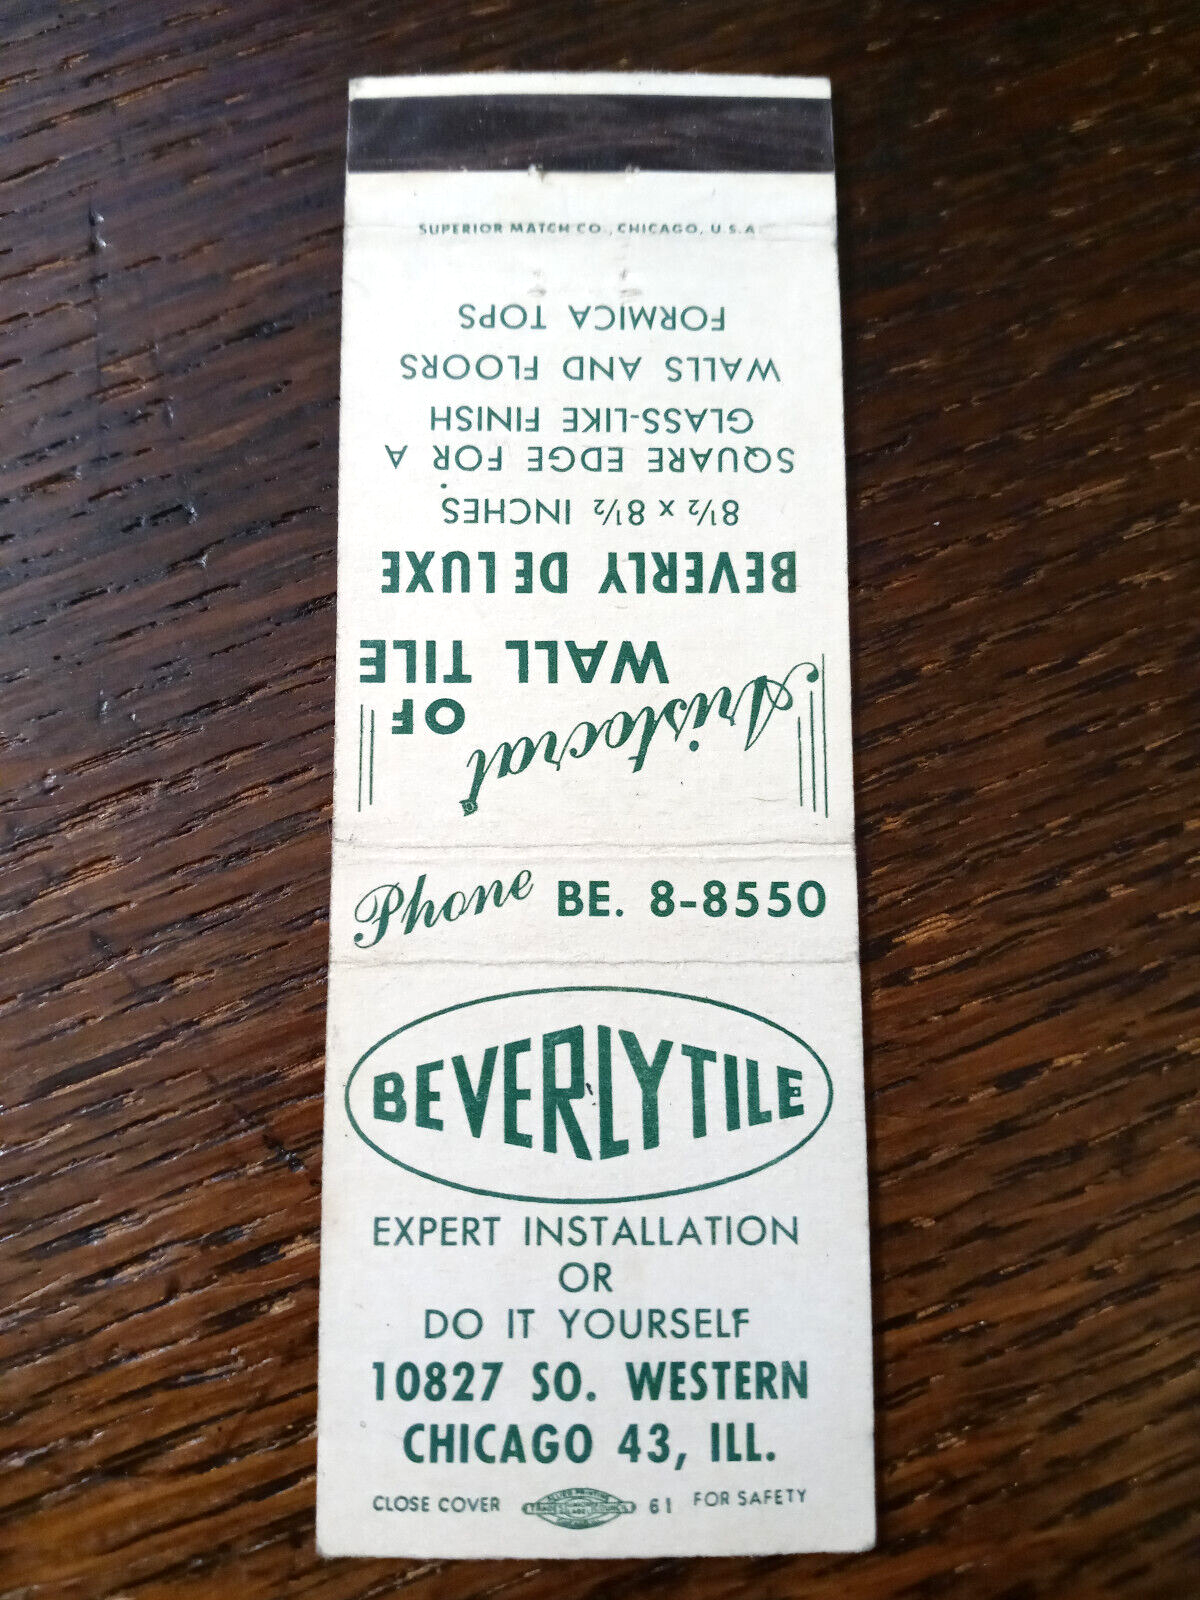 SUPERIOR MATCH CO., CHICAGO, U.S.A.
Aristocrat
OF
WALL TILE
BEVERLY DE LUXE
8½ x 8½ INCHES
SQUARE EDGE FOR A
GLASS-LIKE FINISH
WALLS AND FLOORS
FORMICA TOPS
Phone BE. 8-8550
BEVERLY TILE
EXPERT INSTALLATION
OR
DO IT YOURSELF
10827 SO. WESTERN
CHICAGO 43, ILL.
CLOSE COVER 61 FOR SAFETY